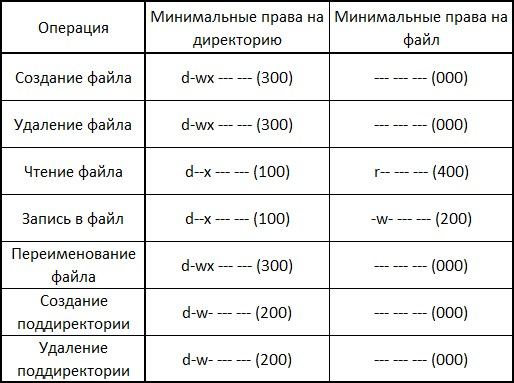 Операция Минимальные права на директорию Минимальные права на файл
Создание файла d-wx --- --- (300) --- --- --- (000)
Удаление файла d-wx --- --- (300) --- --- --- (000)
Чтение файла d--x --- --- (100) r-- --- --- (400)
Запись в файл d--x --- --- (100) -w- --- --- (200)
Переименование файла d-wx --- --- (300) --- --- --- (000)
Создание поддиректории d-w- --- --- (200) --- --- --- (000)
Удаление поддиректории d-w- --- --- (200) --- --- --- (000)